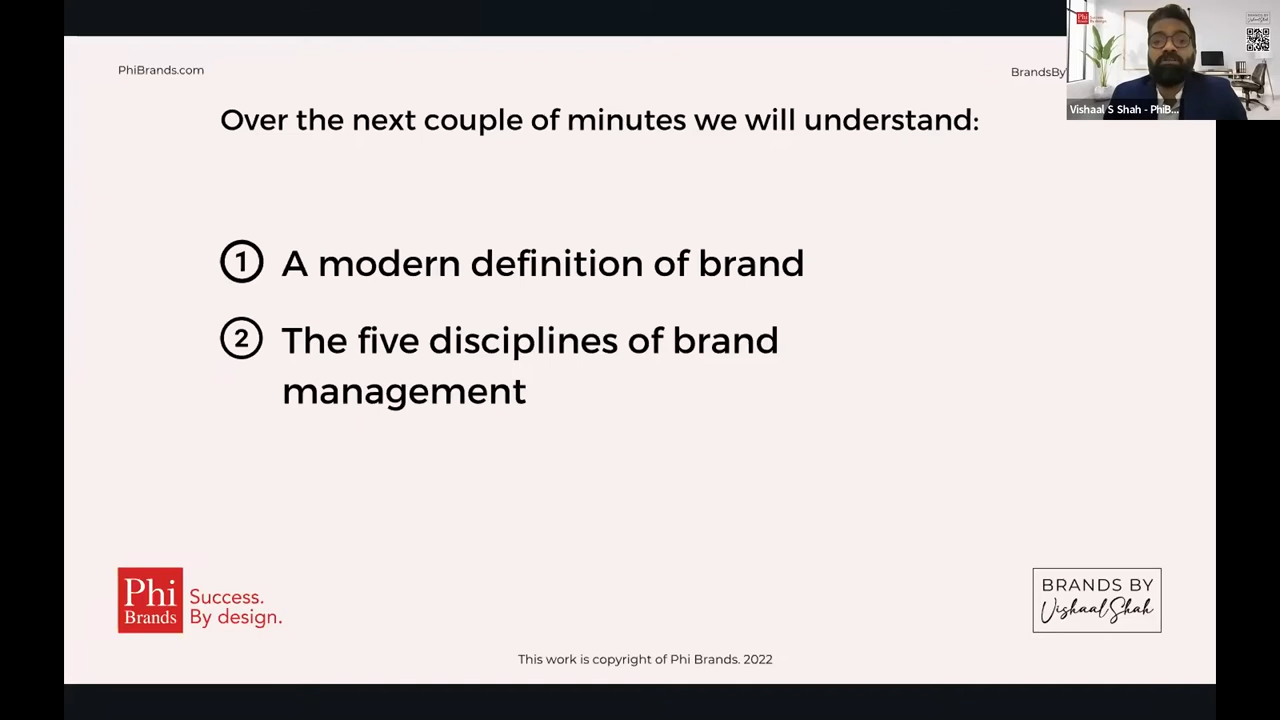 PhiBrands.com
BrandsBy
Vishaal S Shah - PhiB...
Over the next couple of minutes we will understand:
1 A modern definition of brand
2 The five disciplines of brand
management
Phi
Brands
Success.
By design.
BRANDS BY
Vishaal Shah
This work is copyright of Phi Brands. 2022